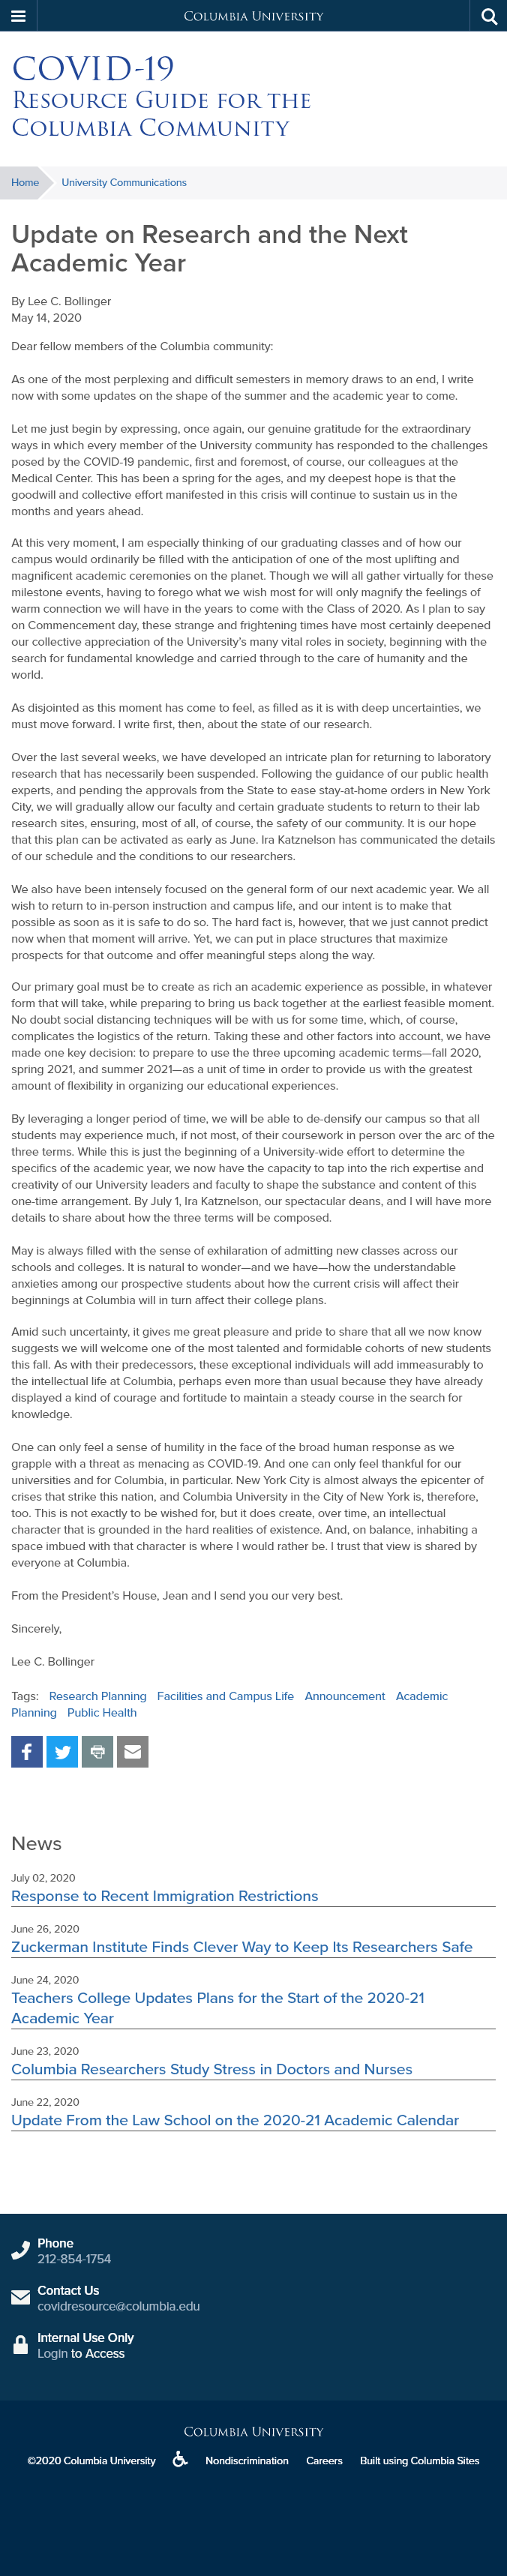 Columbia University
COVID-19
Resource Guide for the
Columbia Community
Home University Communications
Update on Research and the Next
Academic Year
By Lee C. Bollinger
May 14, 2020
Dear fellow members of the Columbia community:
As one of the most perplexing and difficult semesters in memory draws to an end, I write
now with some updates on the shape of the summer and the academic year to come.
Let me just begin by expressing, once again, our genuine gratitude for the extraordinary
ways in which every member of the University community has responded to the challenges
posed by the COVID-19 pandemic, first and foremost, of course, our colleagues at the
Medical Center. This has been a spring for the ages, and my deepest hope is that the
goodwill and collective effort manifested in this crisis will continue to sustain us in the
months and years ahead.
At this very moment, I am especially thinking of our graduating classes and of how our
campus would ordinarily be filled with the anticipation of one of the most uplifting and
magnificent academic ceremonies on the planet. Though we will all gather virtually for these
milestone events, having to forego what we wish most for will only magnify the feelings of
warm connection we will have in the years to come with the Class of 2020. As I plan to say
on Commencement day, these strange and frightening times have most certainly deepened
our collective appreciation of the University's many vital roles in society, beginning with the
search for fundamental knowledge and carried through to the care of humanity and the
world.
As disjointed as this moment has come to feel, as filled as it is with deep uncertainties, we
must move forward. I write first, then, about the state of our research.
Over the last several weeks, we have developed an intricate plan for returning to laboratory
research that has necessarily been suspended. Following the guidance of our public health
experts, and pending the approvals from the State to ease stay-at-home orders in New York
City, we will gradually allow our faculty and certain graduate students to return to their lab
research sites, ensuring, most of all, of course, the safety of our community. It is our hope
that this plan can be activated as early as June. Ira Katznelson has communicated the details
of our schedule and the conditions to our researchers.
We also have been intensely focused on the general form of our next academic year. We all
wish to return to in-person instruction and campus life, and our intent is to make that
possible as soon as it is safe to do so. The hard fact is, however, that we just cannot predict
now when that moment will arrive. Yet, we can put in place structures that maximize
prospects for that outcome and offer meaningful steps along the way.
Our primary goal must be to create as rich an academic experience as possible, in whatever
form that will take, while preparing to bring us back together at the earliest feasible moment.
No doubt social distancing techniques will be with us for some time, which, of course,
complicates the logistics of the return. Taking these and other factors into account, we have
made one key decision: to prepare to use the three upcoming academic terms—fall 2020,
spring 2021, and summer 2021—as a unit of time in order to provide us with the greatest
amount of flexibility in organizing our educational experiences.
By leveraging a longer period of time, we will be able to de-densify our campus so that all
students may experience much, if not most, of their coursework in person over the arc of the
three terms. While this is just the beginning of a University-wide effort to determine the
specifics of the academic year, we now have the capacity to tap into the rich expertise and
creativity of our University leaders and faculty to shape the substance and content of this
one-time arrangement. By July 1, Ira Katznelson, our spectacular deans, and I will have more
details to share about how the three terms will be composed.
May is always filled with the sense of exhilaration of admitting new classes across our
schools and colleges. It is natural to wonder—and we have—how the understandable
anxieties among our prospective students about how the current crisis will affect their
beginnings at Columbia will in turn affect their college plans.
Amid such uncertainty, it gives me great pleasure and pride to share that all we now know
suggests we will welcome one of the most talented and formidable cohorts of new students
this fall. As with their predecessors, these exceptional individuals will add immeasurably to
the intellectual life at Columbia, perhaps even more than usual because they have already
displayed a kind of courage and fortitude to maintain a steady course in the search for
knowledge.
One can only feel a sense of humility in the face of the broad human response as we
grapple with a threat as menacing as COVID-19. And one can only feel thankful for our
universities and for Columbia, in particular. New York City is almost always the epicenter of
crises that strike this nation, and Columbia University in the City of New York is, therefore,
too. This is not exactly to be wished for, but it does create, over time, an intellectual
character that is grounded in the hard realities of existence. And, on balance, inhabiting a
space imbued with that character is where I would rather be. I trust that view is shared by
everyone at Columbia.
From the President's House, Jean and I send you our very best.
Sincerely,
Lee C. Bollinger
Tags: Research Planning Facilities and Campus Life Announcement Academic
Planning Public Health
News
July 02, 2020
Response to Recent Immigration Restrictions
June 26, 2020
Zuckerman Institute Finds Clever Way to Keep Its Researchers Safe
June 24, 2020
Teachers College Updates Plans for the Start of the 2020-21
Academic Year
June 23, 2020
Columbia Researchers Study Stress in Doctors and Nurses
June 22, 2020
Update From the Law School on the 2020-21 Academic Calendar
Phone
212-854-1754
Contact Us
covidresource@columbia.edu
Internal Use Only
Login to Access
Columbia University
©2020 Columbia University Nondiscrimination Careers Built using Columbia Sites